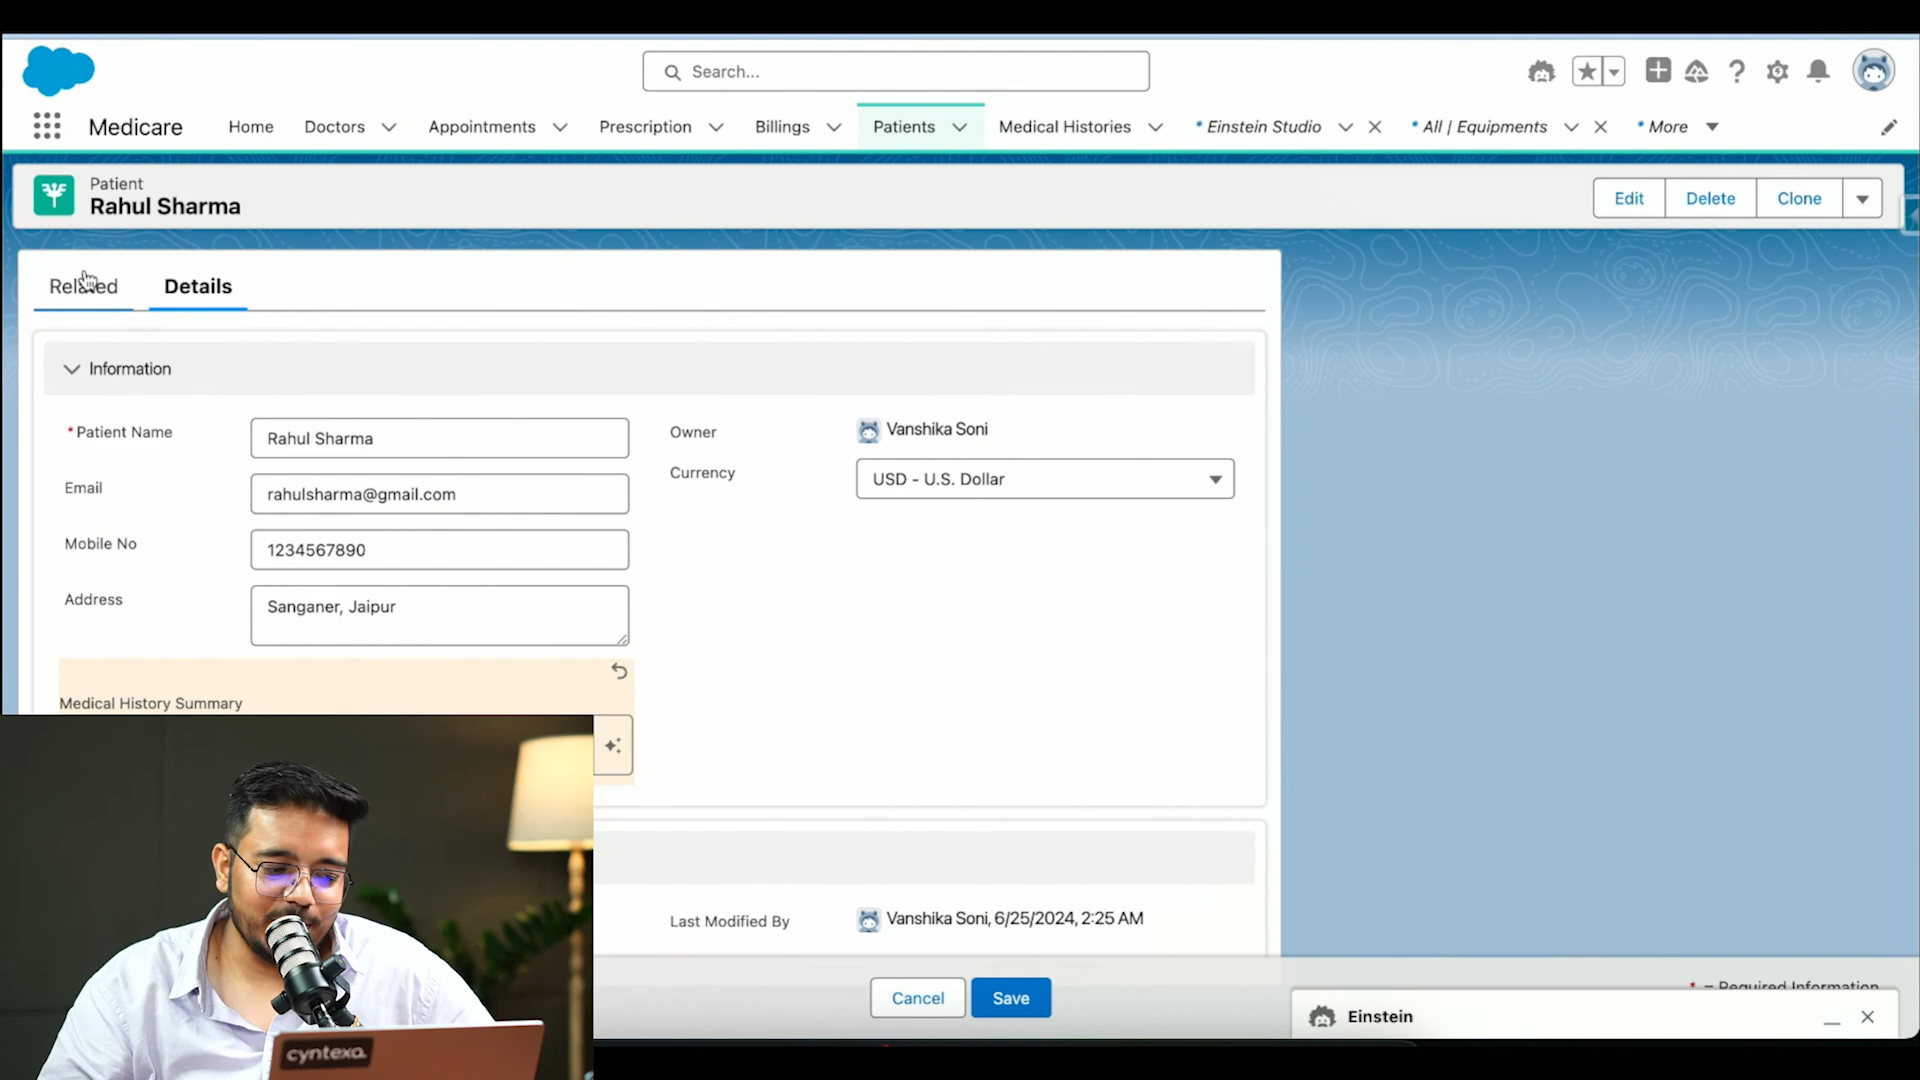 Search...
Medicare
Home
Doctors
Appointments
Prescription
Billings
Patients
Medical Histories
* Einstein Studio
* All | Equipments
* More
Patient
Rahul Sharma
Edit
Delete
Clone
Related
Details
Information
*Patient Name
Rahul Sharma
Owner
Vanshika Soni
Currency
USD - U.S. Dollar
Email
rahulsharma@gmail.com
Mobile No
1234567890
Address
Sanganer, Jaipur
Medical History Summary
Last Modified By
Vanshika Soni, 6/25/2024, 2:25 AM
Cancel
Save
* = Required Information
Einstein
cyntexa.